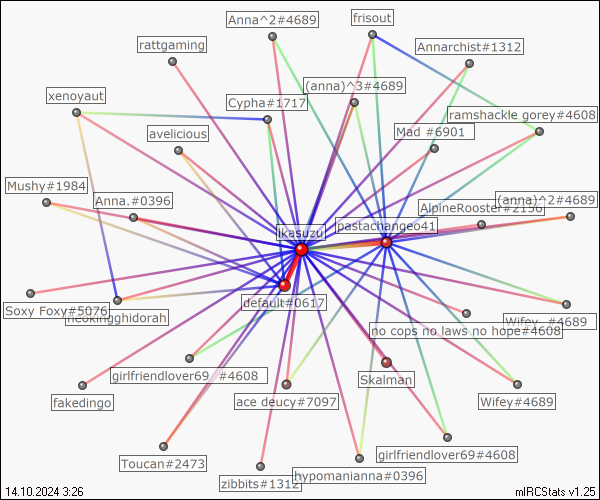 Anna^2#4689
frisout
rattgaming
Annarchist#1312
(anna)^3#4689
xenoyaut
Cypha#1717
ramshackle gorey#4608
avelicious
Mad #6901
Mushy#1984
Anna.#0396
(anna)^2#4689
AlpineRooster#2156
ikasuzu
pastachangeo41
default#0617
Soxy Foxy#5076
neokingghidorah
Wifey_ #4689
no cops no laws no hope#4608
girlfriendlover69 #4608
Skalman
fakedingo
ace deucy#7097
Wifey#4689
girlfriendlover69#4608
Toucan#2473
hypomanianna#0396
zibbits#1312
14.10.2024 3:26
mIRCStats v1.25